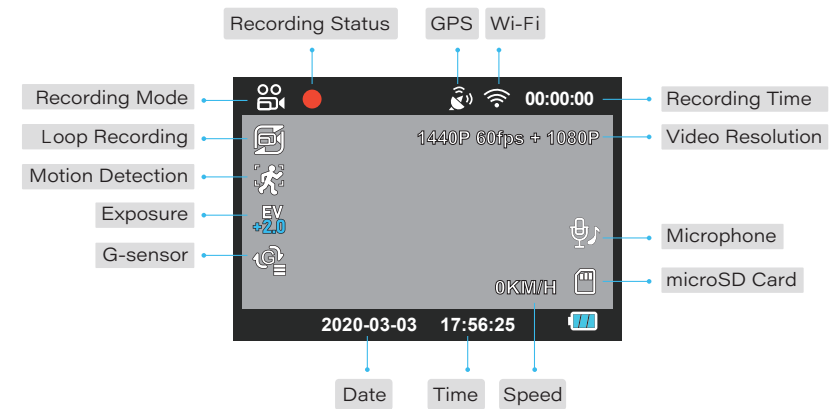 Recording Status GPS Wi-Fi
Recording Mode 00:00:00 Recording Time
Loop Recording 1440P 60fps + 1080P Video Resolution
Motion Detection
Exposure EV
+2.0
Microphone
G-sensor G
0KM/H microSD Card
2020-03-03 17:56:25
Date Time Speed